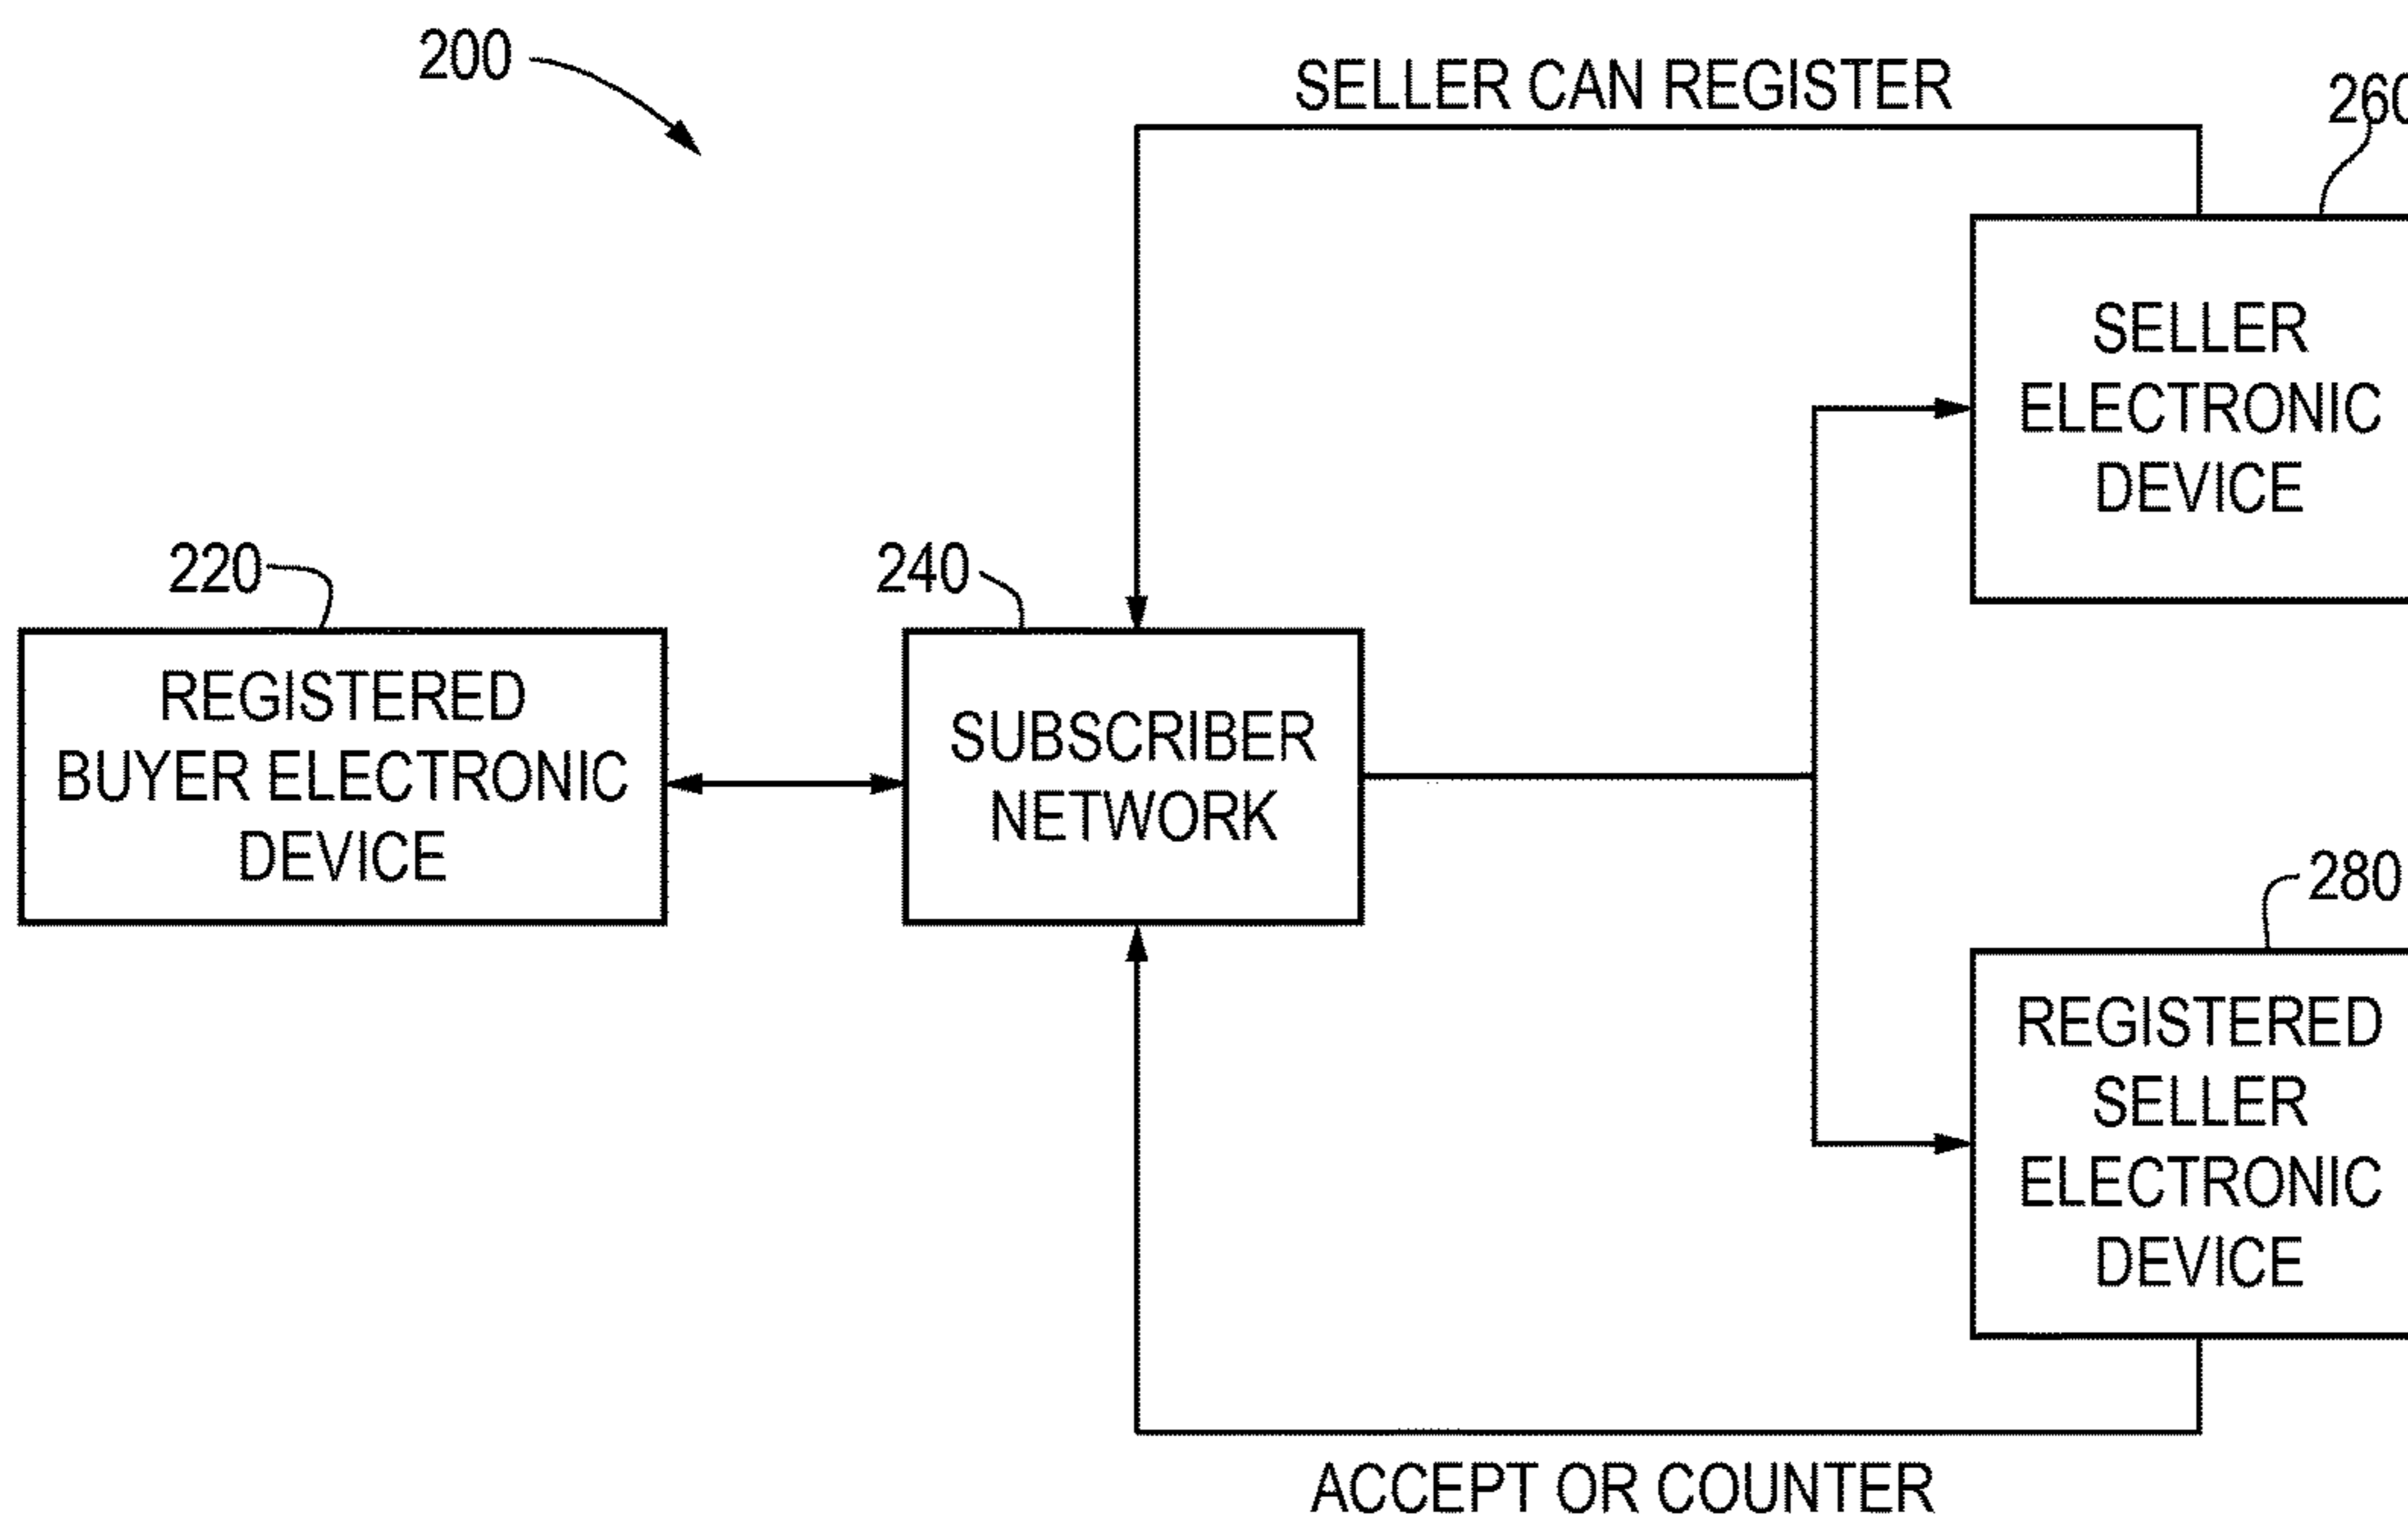 200
SELLER CAN REGISTER
260
SELLER
ELECTRONIC
DEVICE
220
240
REGISTERED
BUYER ELECTRONIC
DEVICE
SUBSCRIBER
NETWORK
280
REGISTERED
SELLER
ELECTRONIC
DEVICE
ACCEPT OR COUNTER